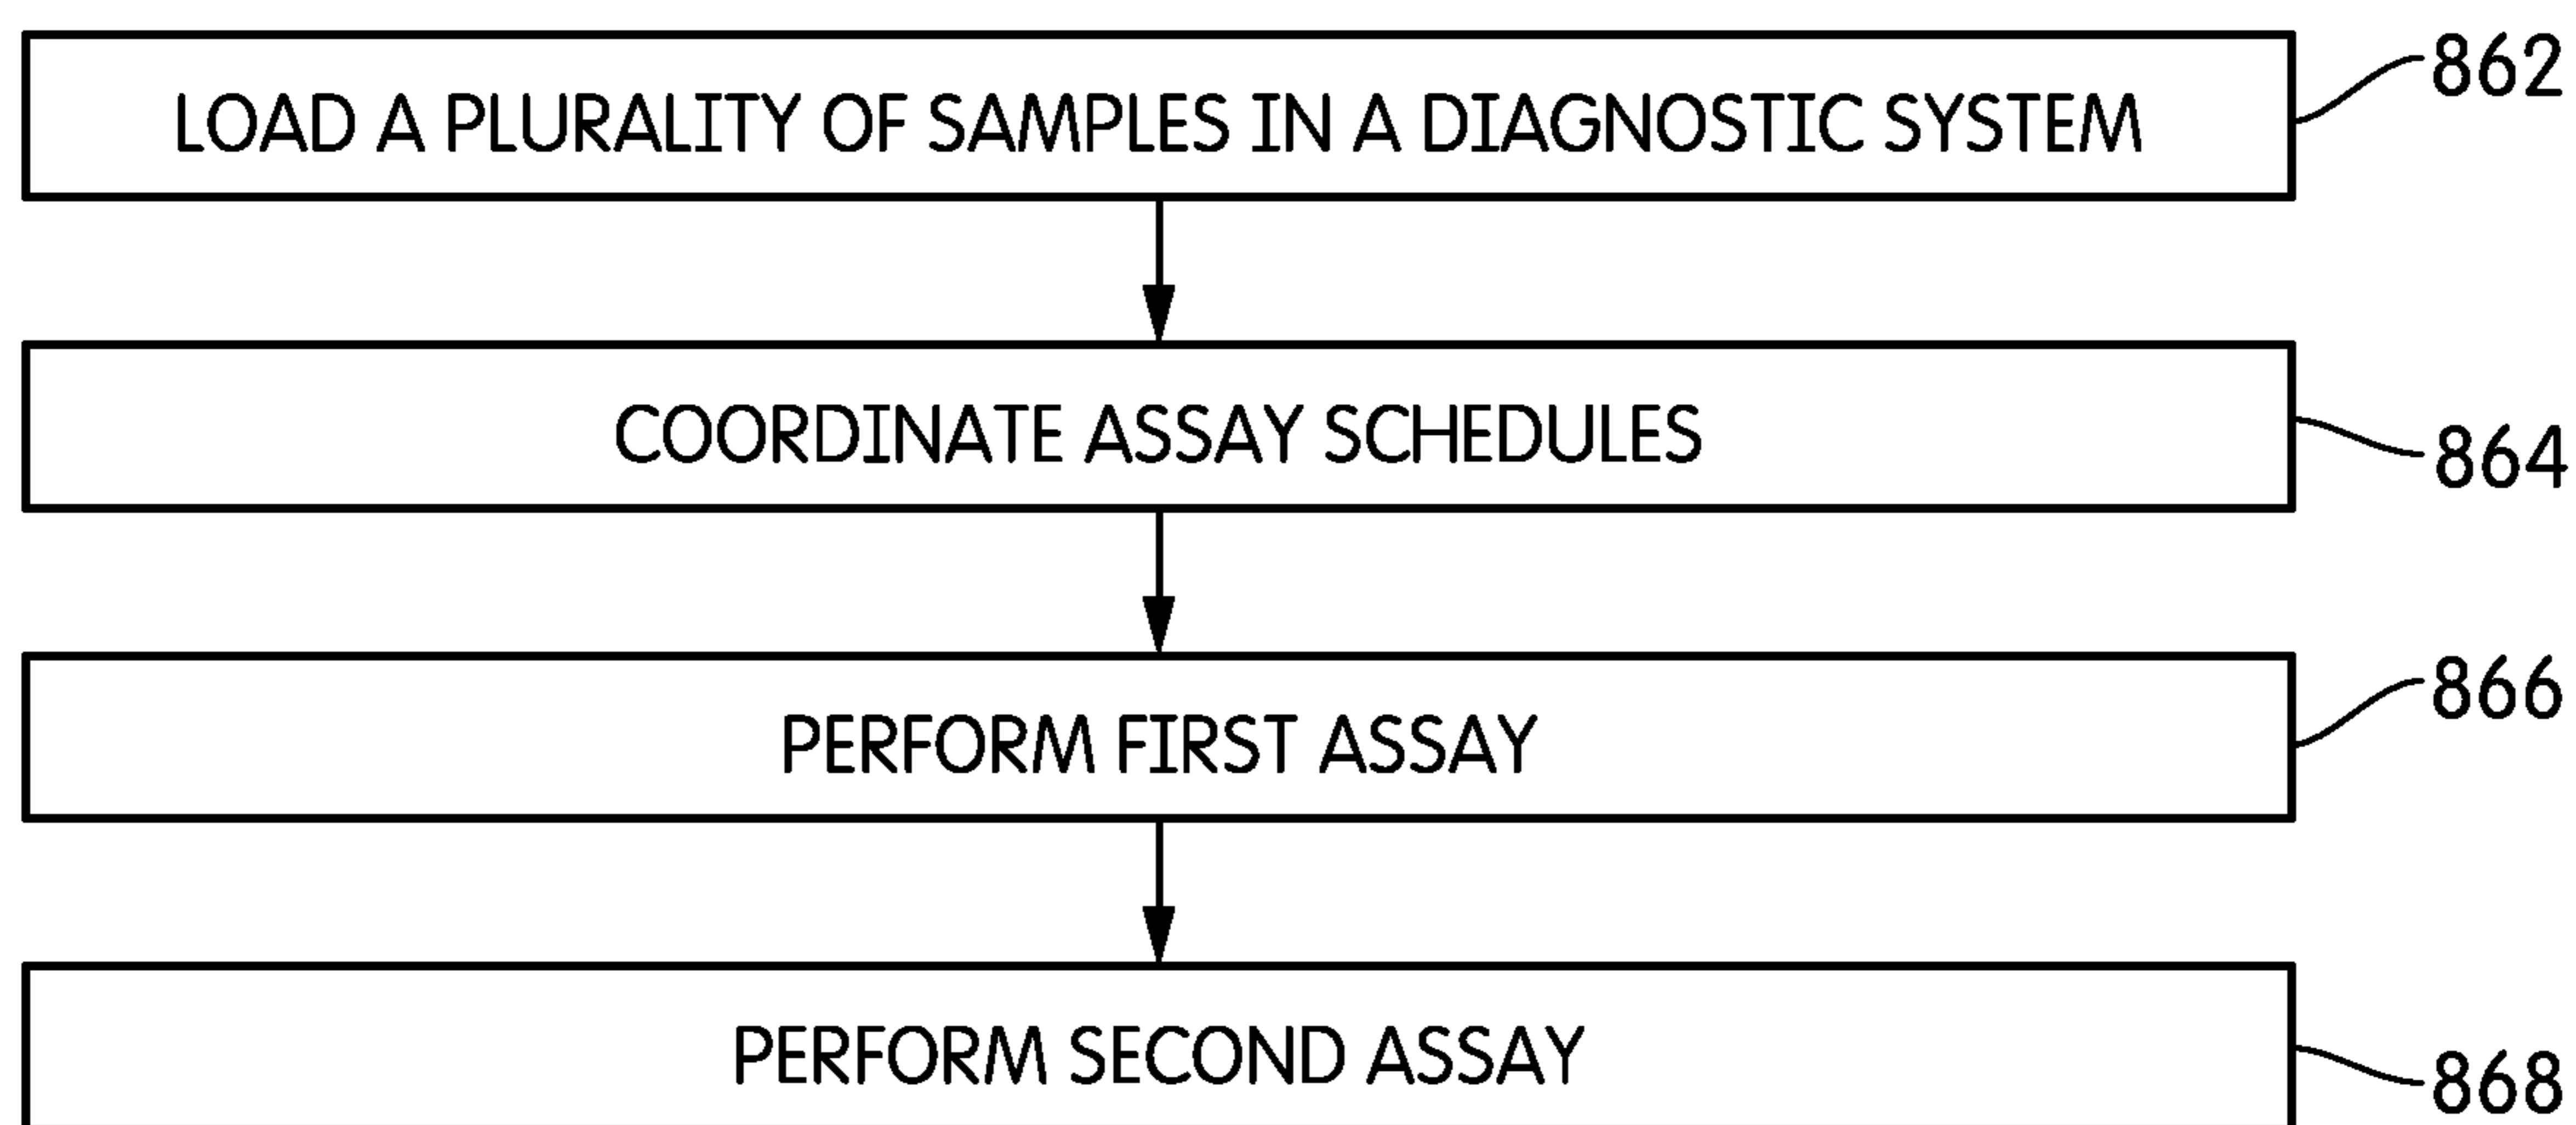 LOAD A PLURALITY OF SAMPLES IN A DIAGNOSTIC SYSTEM
862
COORDINATE ASSAY SCHEDULES
864
PERFORM FIRST ASSAY
866
PERFORM SECOND ASSAY
868